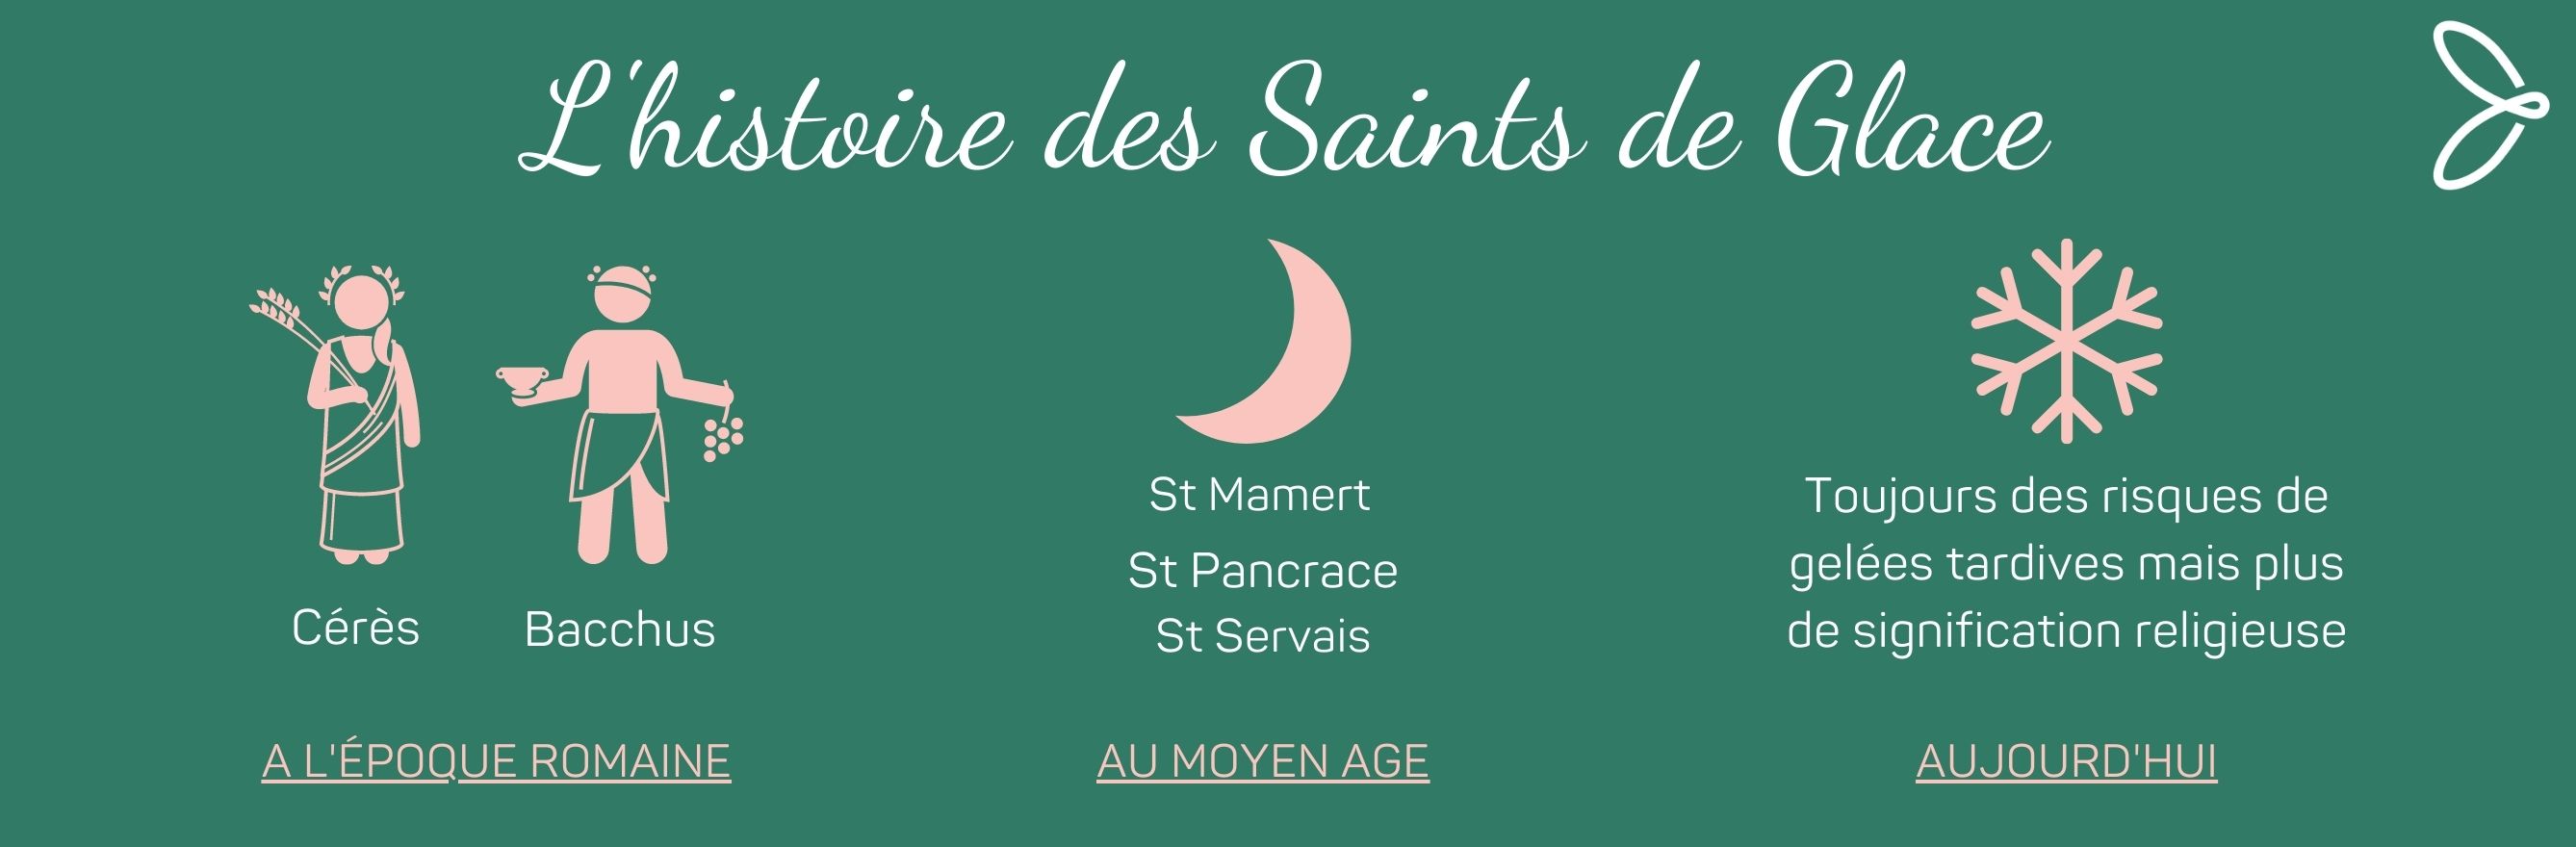 L'histoire des Saints de Glace
Cérès
Bacchus
A L'ÉPOQUE ROMAINE
St Mamert
St Pancrace
St Servais
AU MOYEN AGE
Toujours des risques de
gelées tardives mais plus
de signification religieuse
AUJOURD'HUI